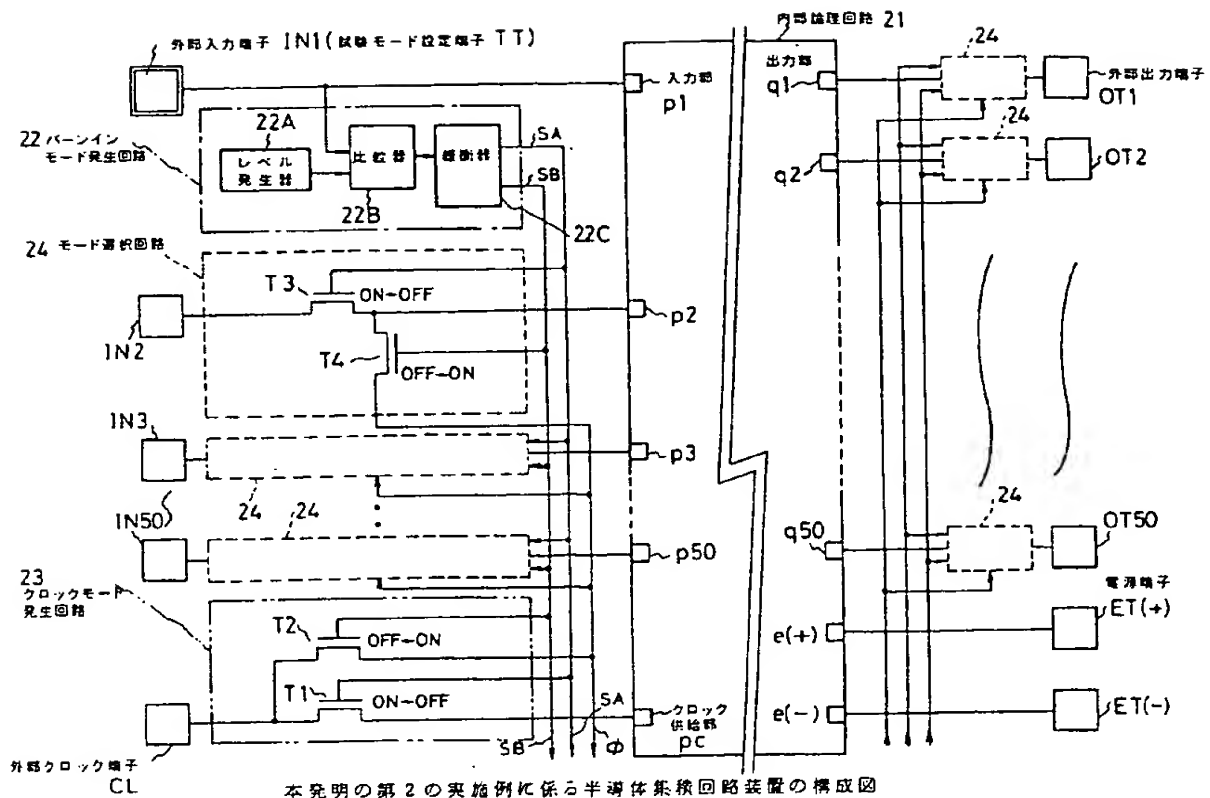 内部論理回路 21
外部入力端子 IN1(試験モード設定端子 TT)
入力部
p1
出力部
q1
24
外部出力端子
OT1
22 バーンイン
モード発生回路
22A
レベル
発生器
比較器
22B
緩衝器
22C
SA
SB
q2
24
OT2
24 モード選択回路
T3
ON-OFF
IN2
p2
T4
OFF-ON
IN3
p3
24
24
IN50
p50
q50
24
OT50
23
クロックモード
発生回路
T2
OFF-ON
T1
ON-OFF
電源端子
e(+)
ET(+)
e(-)
ET(-)
SB
SA
Φ
クロック
供給部
pc
外部クロック端子
CL
本発明の第2の実施例に係る半導体集積回路装置の構成図